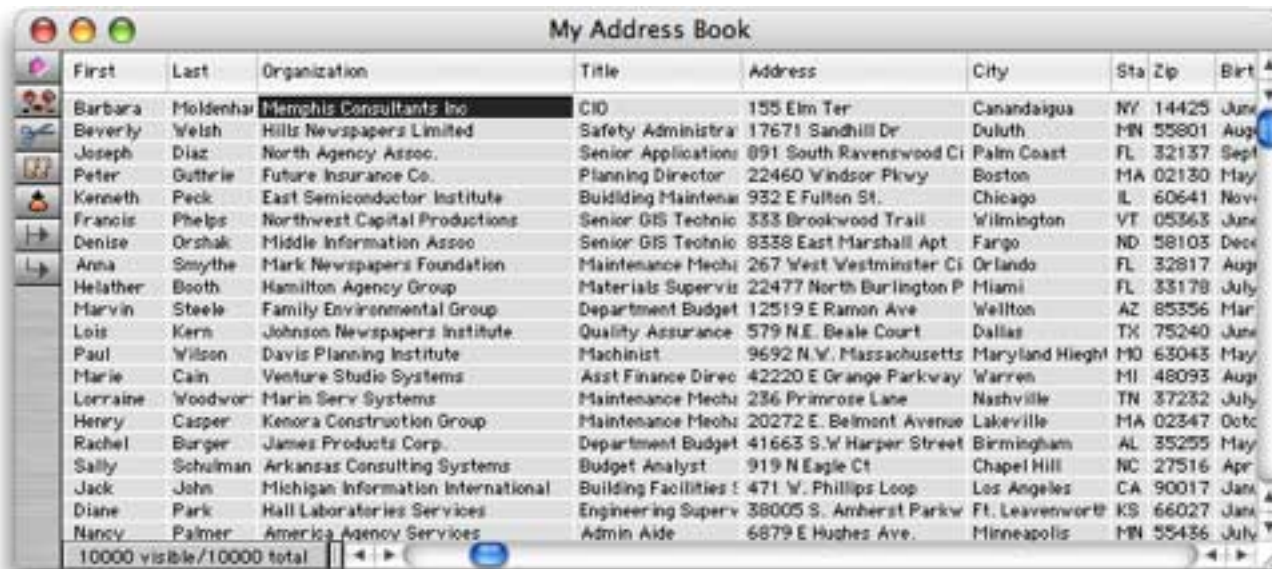 My Address Book
First Last Organization Title Address City Sta Zip Birt
Barbara Moldenhau Memphis Consultants Inc CIO 155 Elm Ter Canandaigua NY 14425 June
Beverly Welsh Hills Newspapers Limited Safety Administra 17671 Sandhill Dr Duluth MN 55801 Aug
Joseph Diaz North Agency Assoc. Senior Applications 891 South Ravenswood Ci Palm Coast FL 32137 Sept
Peter Guthrie Future Insurance Co. Planning Director 22460 Windsor Pkwy Boston MA 02130 May
Kenneth Peck East Semiconductor Institute Buidlding Maintenan 932 E Fulton St. Chicago IL 60641 Nov
Francis Phelps Northwest Capital Productions Senior GIS Technic 333 Brookwood Trail Wilmington VT 05363 June
Denise Orshak Middle Information Assoc Senior GIS Technic 8338 East Marshall Apt Fargo ND 58103 Dece
Anna Smythe Mark Newspapers Foundation Maintenance Mecha 267 West Westminster Ci Orlando FL 32817 Aug
Helather Booth Hamilton Agency Group Materials Supervis 22477 North Burlington P Miami FL 33178 July
Marvin Steele Family Environmental Group Department Budget 12519 E Ramon Ave Wellton AZ 85356 Mar
Lois Kern Johnson Newspapers Institute Quality Assurance 579 N.E. Beale Court Dallas TX 75240 June
Paul Wilson Davis Planning Institute Machinist 9692 N.W. Massachusetts Maryland Hieght MO 63043 May
Marie Cain Venture Studio Systems Asst Finance Direc 42220 E Grange Parkway Warren MI 48093 Aug
Lorraine Woodwor Marin Serv Systems Maintenance Mecha 236 Primrose Lane Nashville TN 37232 July
Henry Casper Kenora Construction Group Maintenance Mecha 20272 E. Belmont Avenue Lakeville MA 02347 Octo
Rachel Burger James Products Corp. Department Budget 41663 S.W Harper Street Birmingham AL 35255 May
Sally Schulman Arkansas Consulting Systems Budget Analyst 919 N Eagle Ct Chapel Hill NC 27516 Apr
Jack John Michigan Information International Building Facilities 471 W. Phillips Loop Los Angeles CA 90017 Janu
Diane Park Hall Laboratories Services Engineering Superv 38005 S. Amherst Parkw Ft. Leavenworth KS 66027 Janu
Nancy Palmer America Agency Services Admin Aide 6879 E Hughes Ave. Minneapolis MN 55436 July
10000 visible/10000 total